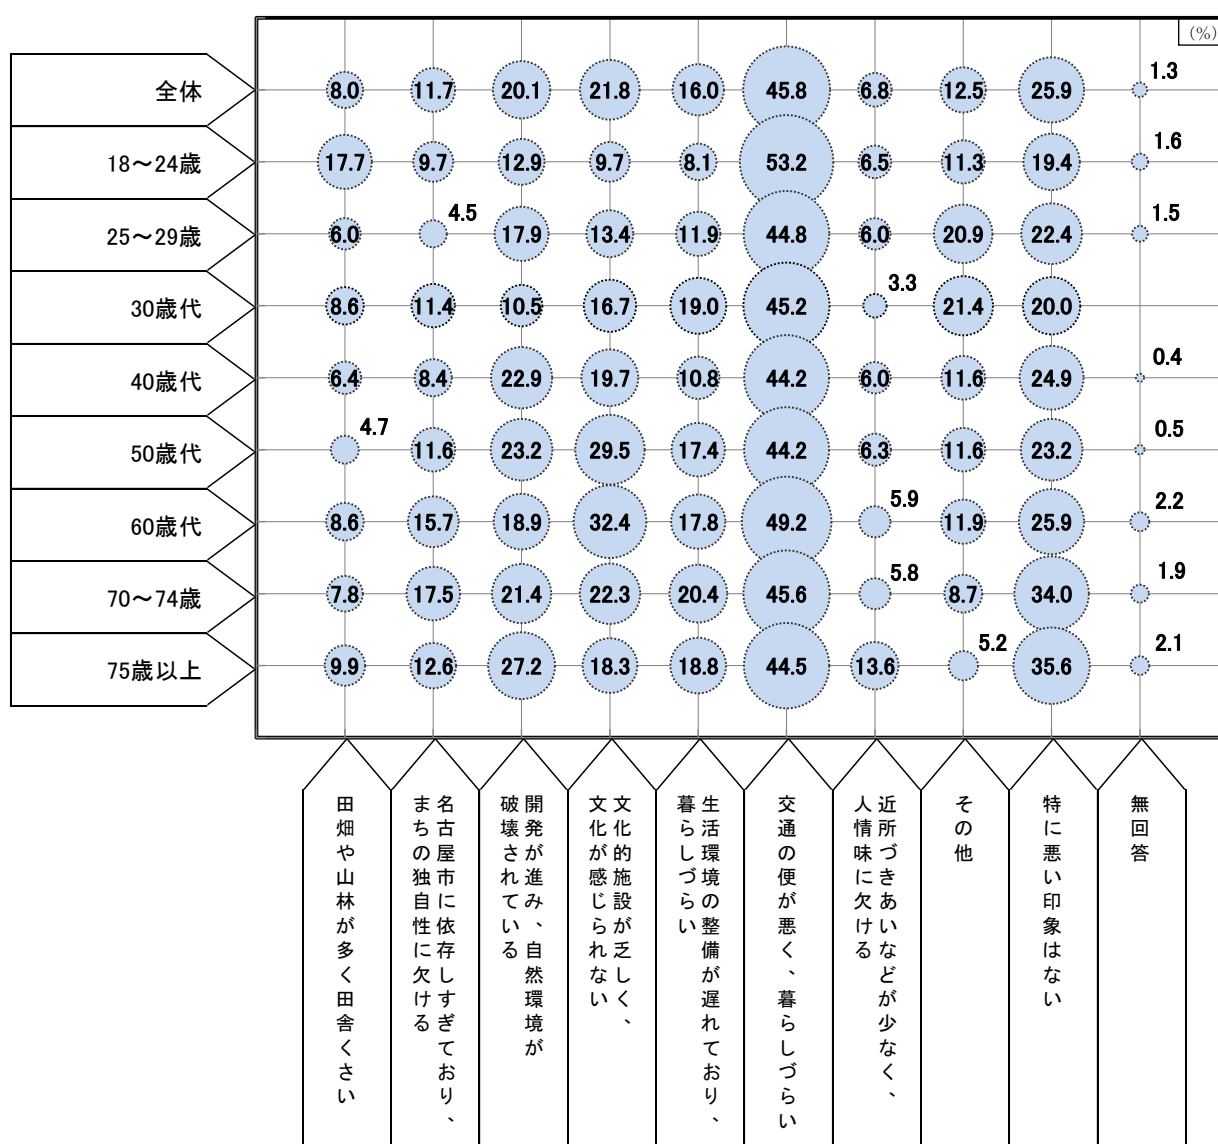 (%)
全体 8.0 11.7 20.1 21.8 16.0 45.8 6.8 12.5 25.9 1.3
18～24歳 17.7 9.7 12.9 9.7 8.1 53.2 6.5 11.3 19.4 1.6
25～29歳 6.0 4.5 17.9 13.4 11.9 44.8 6.0 20.9 22.4 1.5
30歳代 8.6 11.4 10.5 16.7 19.0 45.2 3.3 21.4 20.0
40歳代 6.4 8.4 22.9 19.7 10.8 44.2 6.0 11.6 24.9 0.4
50歳代 4.7 11.6 23.2 29.5 17.4 44.2 6.3 11.6 23.2 0.5
60歳代 8.6 15.7 18.9 32.4 17.8 49.2 5.9 11.9 25.9 2.2
70～74歳 7.8 17.5 21.4 22.3 20.4 45.6 5.8 8.7 34.0 1.9
75歳以上 9.9 12.6 27.2 18.3 18.8 44.5 13.6 5.2 35.6 2.1
田畑や山林が多く田舎くさい
名古屋市に依存しすぎており、
まちの独自性に欠ける
開発が進み、自然環境が
破壊されている
文化的施設が乏しく、
文化が感じられない
生活環境の整備が遅れており、
暮らしづらい
交通の便が悪く、暮らしづらい
近所づきあいなどが少なく、
人情味に欠ける
その他
特に悪い印象はない
無回答